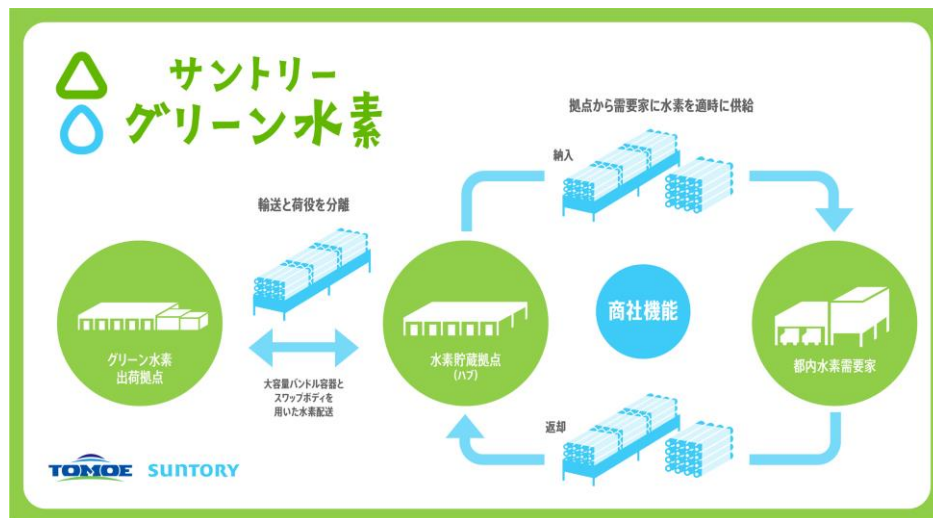 サントリー
グリーン水素
拠点から需要家に水素を適時に供給
納入
輸送と荷役を分離
グリーン水素
出荷拠点
大容量バンドル容器と
スワップボディを
用いた水素配送
水素貯蔵拠点
(ハブ)
商社機能
都内水素需要家
返却
TOMOE
SUNTORY